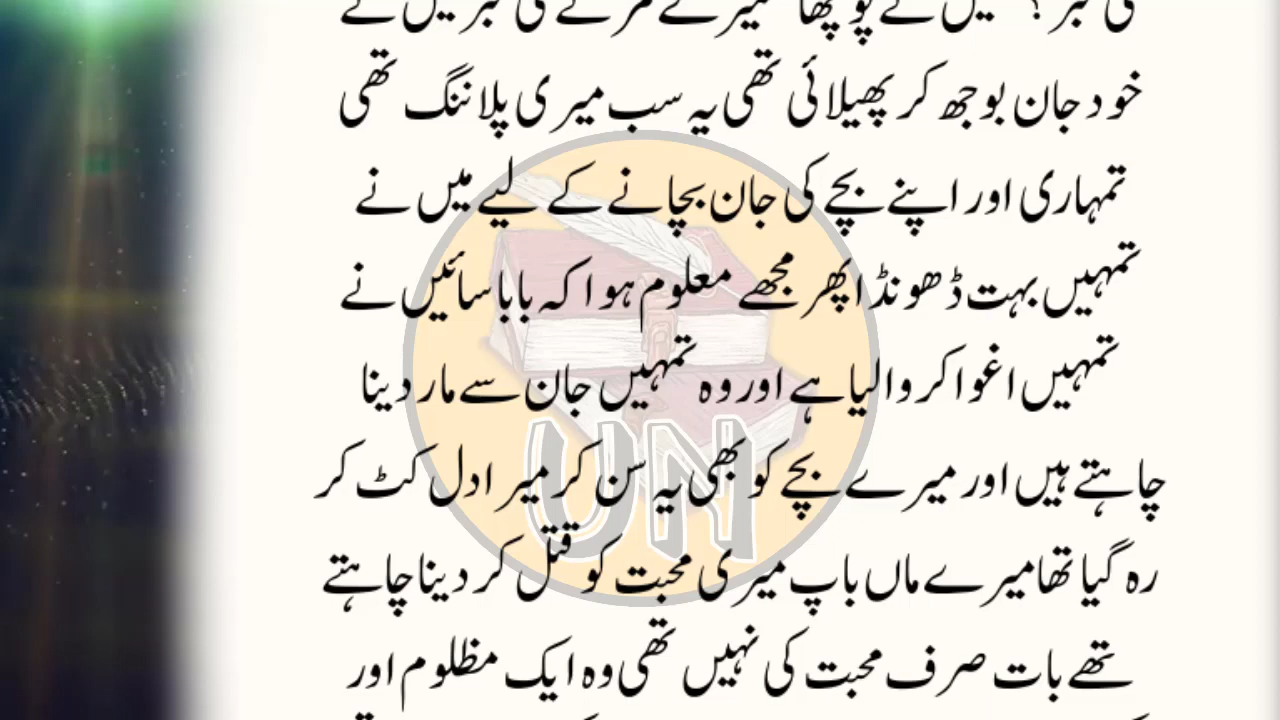 خود جان بوجھ کر پھیلائی تھی یہ سب میری پلاننگ تھی
تمہاری اور اپنے بچے کی جان بچانے کے لیے میں نے
تمہیں بہت ڈھونڈا پھر مجھے معلوم ہوا کہ بابا سائیں نے
تمہیں اغوا کروالیا ہے اور وہ تمہیں جان سے مار دینا
چاہتے ہیں اور میرے بچے کو بھی یہ سن کر میرا دل کٹ کر
رہ گیا تھا میرے ماں باپ میری محبت کو قتل کر دینا چاہتے
تھے بات صرف محبت کی نہیں تھی وہ ایک مظلوم اور
UN